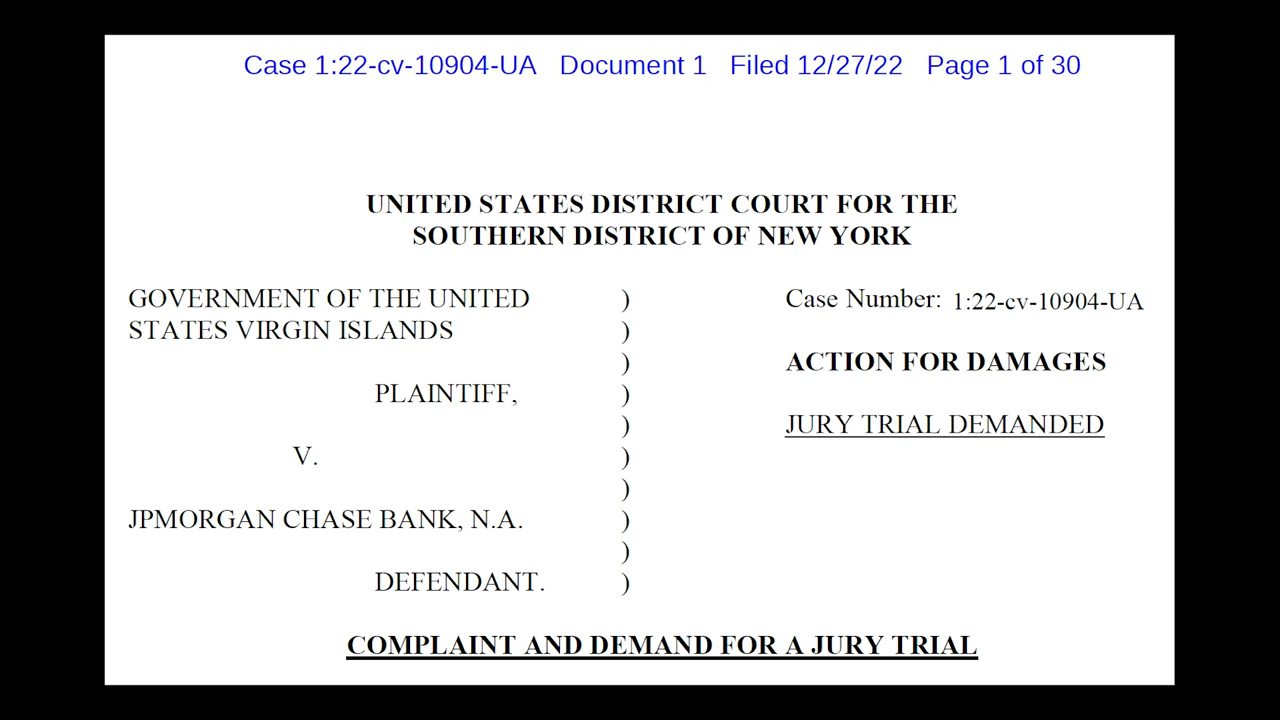 Case 1:22-cv-10904-UA Document 1 Filed 12/27/22 Page 1 of 30
UNITED STATES DISTRICT COURT FOR THE
SOUTHERN DISTRICT OF NEW YORK
GOVERNMENT OF THE UNITED ) Case Number: 1:22-cv-10904-UA
STATES VIRGIN ISLANDS )
) ACTION FOR DAMAGES
PLAINTIFF, )
) JURY TRIAL DEMANDED
V. )
)
JPMORGAN CHASE BANK, N.A. )
)
DEFENDANT. )
COMPLAINT AND DEMAND FOR A JURY TRIAL